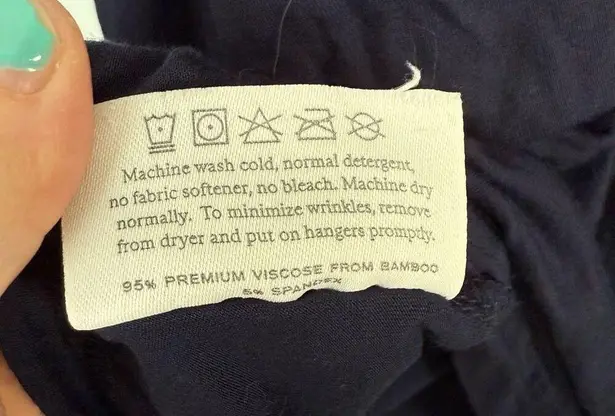 Machine wash cold, normal detergent,
no fabric softener, no bleach. Machine dry
normally. To minimize wrinkles, remove
from dryer and put on hangers promptly.
95% PREMIUM VISCOSE FROM BAMBOO
5% SPANDEX